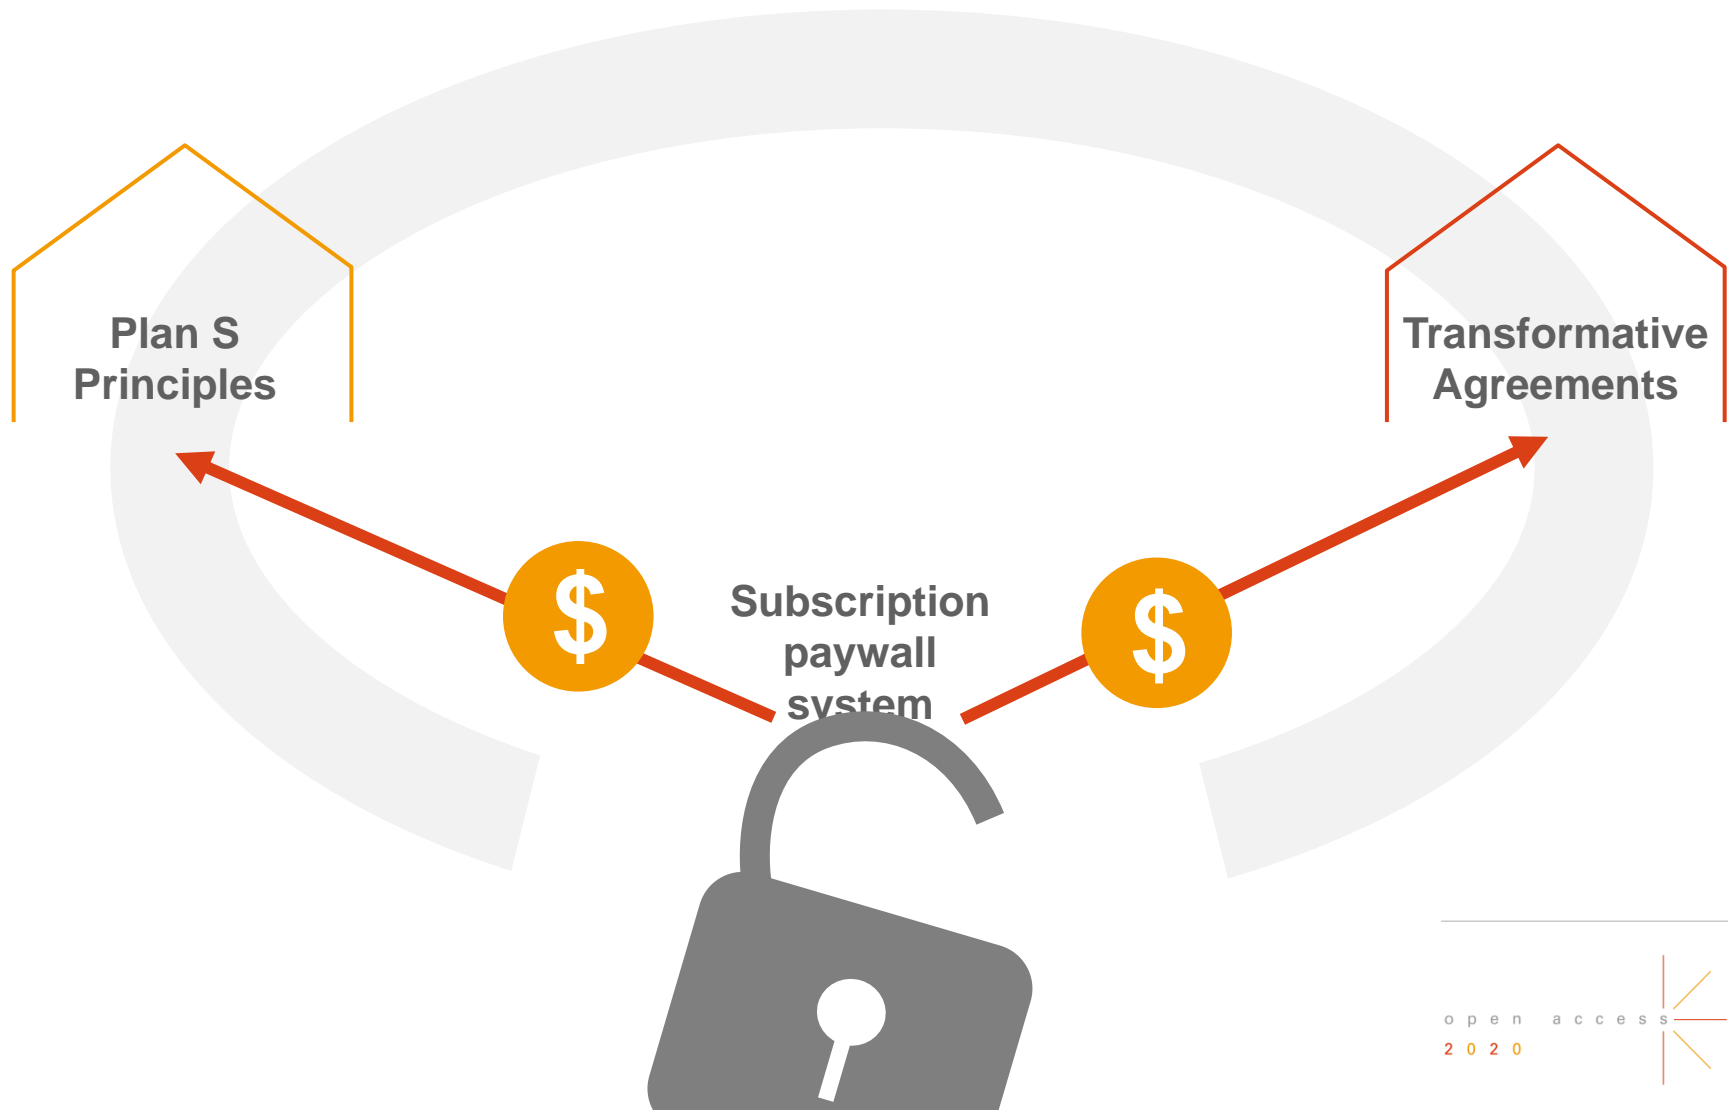 Plan S
Principles
Transformative
Agreements
$
$
Subscription
paywall
system
open access
2020